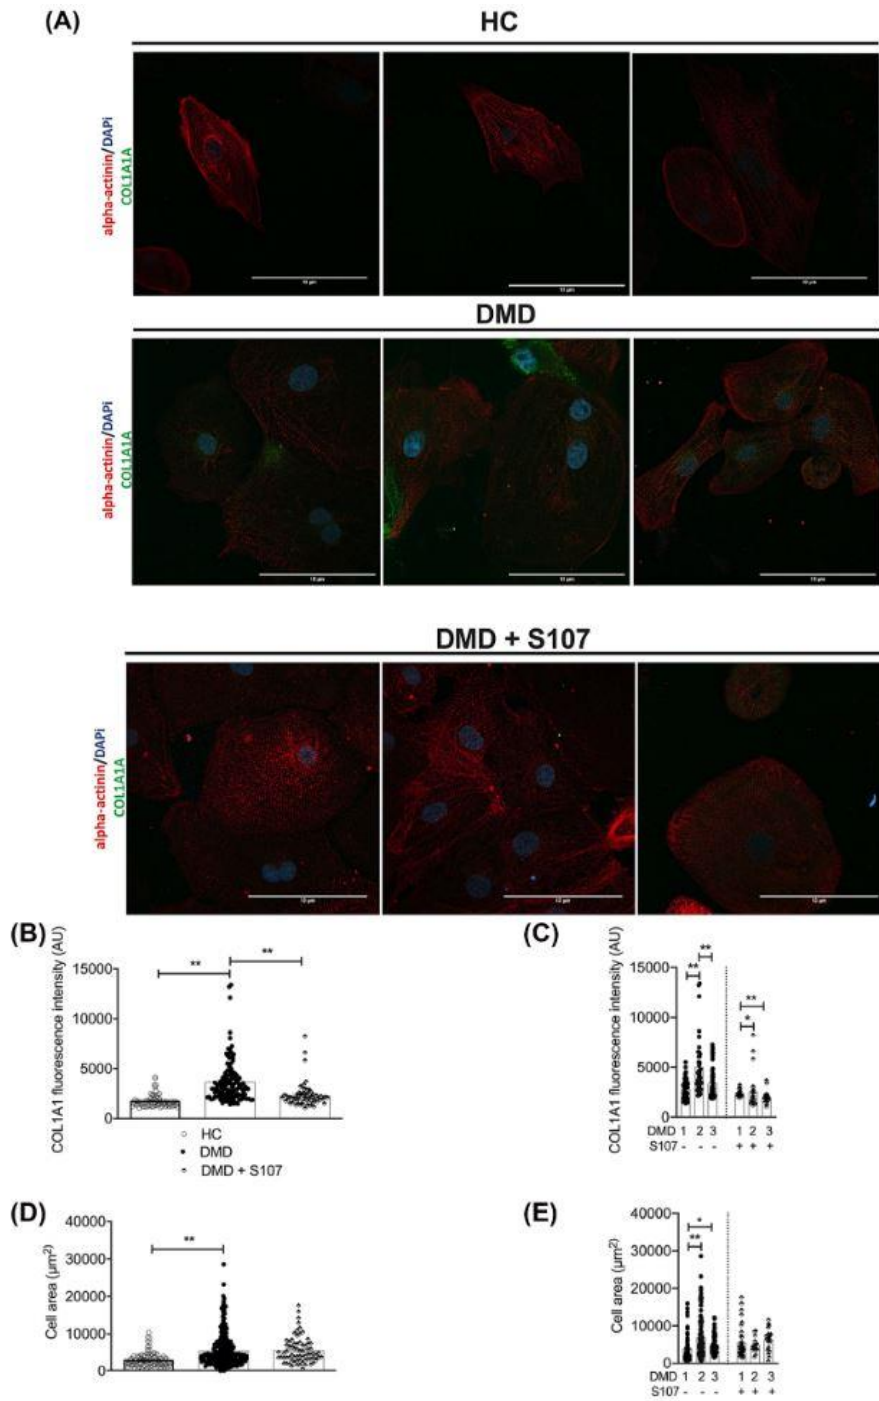 (A)
HC
alpha-actinin/DAPi
COL1A1A
DMD
alpha-actinin/DAPi
COL1A1A
DMD + S107
alpha-actinin/DAPi
COL1A1A
(B)
COL1A1 fluorescence intensity (AU)
15000
10000
5000
0
**
**
HC
DMD
DMD + S107
(C)
COL1A1 fluorescence intensity (AU)
15000
10000
5000
0
**
**
**
*
DMD 1 2 3 1 2 3
S107 - - - + + +
(D)
Cell area (µm²)
40000
30000
20000
10000
0
**
(E)
Cell area (µm²)
40000
30000
20000
10000
0
*
**
DMD 1 2 3 1 2 3
S107 - - - + + +